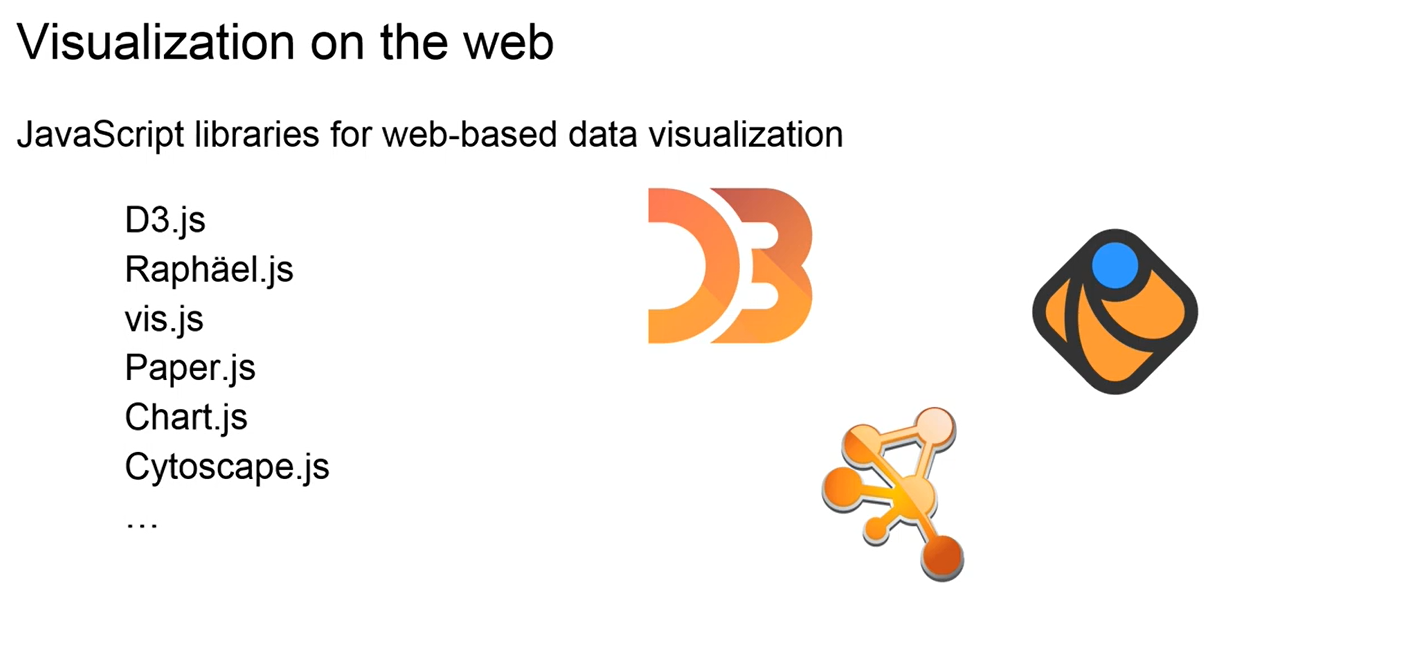 Visualization on the web
JavaScript libraries for web-based data visualization
D3.js
Raphäel.js
vis.js
Paper.js
Chart.js
Cytoscape.js
…
D3